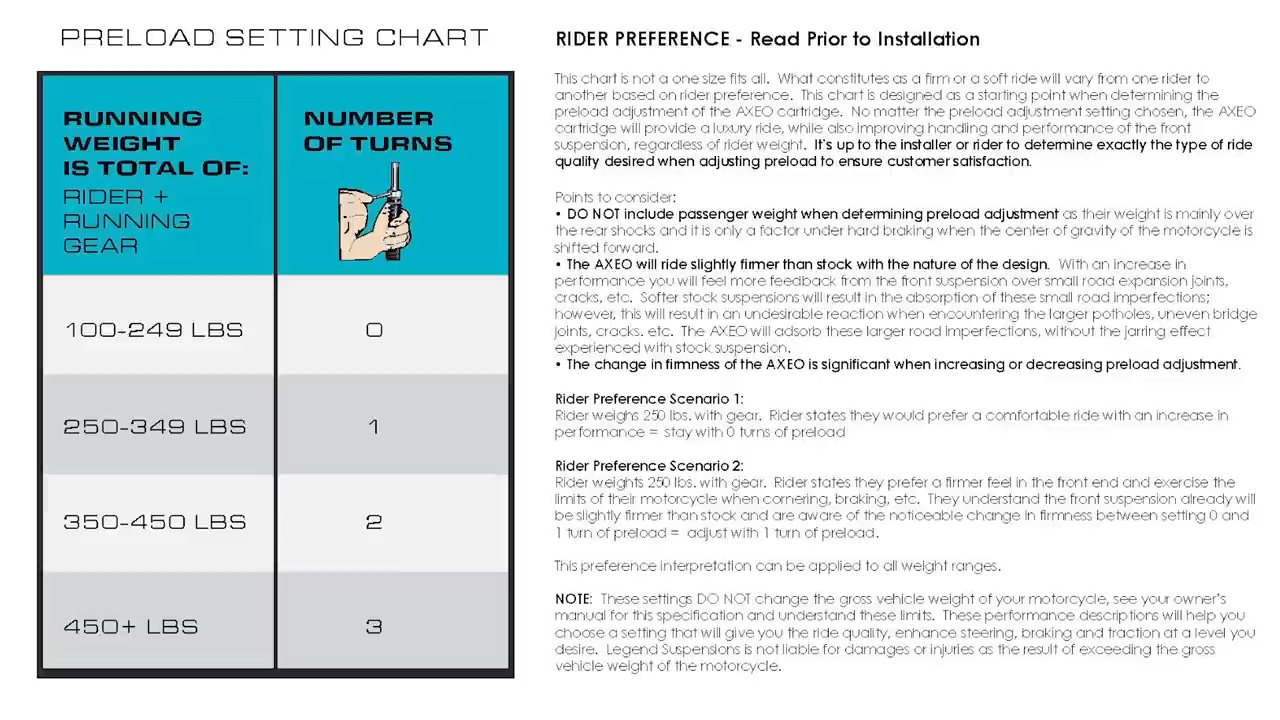 PRELOAD SETTING CHART
RUNNING
WEIGHT
IS TOTAL OF:
RIDER +
RUNNING
GEAR
NUMBER
OF TURNS
100-249 LBS
0
250-349 LBS
1
350-450 LBS
2
450+ LBS
3
RIDER PREFERENCE - Read Prior to Installation
This chart is not a one size fits all. What constitutes as a firm or a soft ride will vary from one rider to
another based on rider preference. This chart is designed as a starting point when determining the
preload adjustment of the AXEO cartridge. No matter the preload adjustment setting chosen, the AXEO
cartridge will provide a luxury ride, while also improving handling and performance of the front
suspension, regardless of rider weight. It's up to the installer or rider to determine exactly the type of ride
quality desired when adjusting preload to ensure customer satisfaction.
Points to consider:
• DO NOT include passenger weight when determining preload adjustment as their weight is mainly over
the rear shocks and it is only a factor under hard braking when the center of gravity of the motorcycle is
shifted forward.
• The AXEO will ride slightly firmer than stock with the nature of the design. With an increase in
performance you will feel more feedback from the front suspension over small road expansion joints,
cracks, etc. Softer stock suspensions will result in the absorption of these small road imperfections;
however, this will result in an undesirable reaction when encountering the larger potholes, uneven bridge
joints, cracks. etc. The AXEO will adsorb these larger road imperfections, without the jarring effect
experienced with stock suspension.
• The change in firmness of the AXEO is significant when increasing or decreasing preload adjustment.
Rider Preference Scenario 1:
Rider weighs 250 lbs. with gear. Rider states they would prefer a comfortable ride with an increase in
performance = stay with 0 turns of preload
Rider Preference Scenario 2:
Rider weights 250 lbs. with gear. Rider states they prefer a firmer feel in the front end and exercise the
limits of their motorcycle when cornering, braking, etc. They understand the front suspension already will
be slightly firmer than stock and are aware of the noticeable change in firmness between setting 0 and
1 turn of preload = adjust with 1 turn of preload.
This preference interpretation can be applied to all weight ranges.
NOTE: These settings DO NOT change the gross vehicle weight of your motorcycle, see your owner's
manual for this specification and understand these limits. These performance descriptions will help you
choose a setting that will give you the ride quality, enhance steering, braking and traction at a level you
desire. Legend Suspensions is not liable for damages or injuries as the result of exceeding the gross
vehicle weight of the motorcycle.